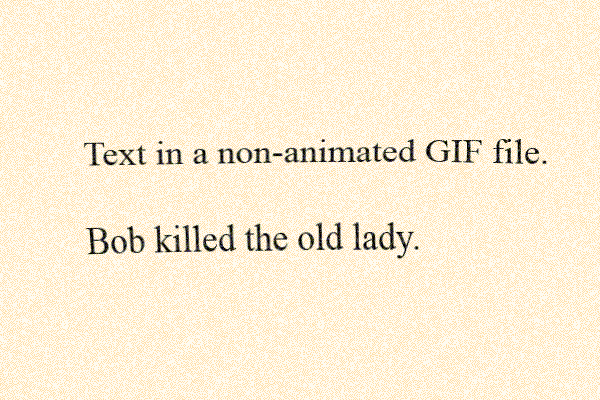 Text in a non-animated GIF file.
Bob killed the old lady.